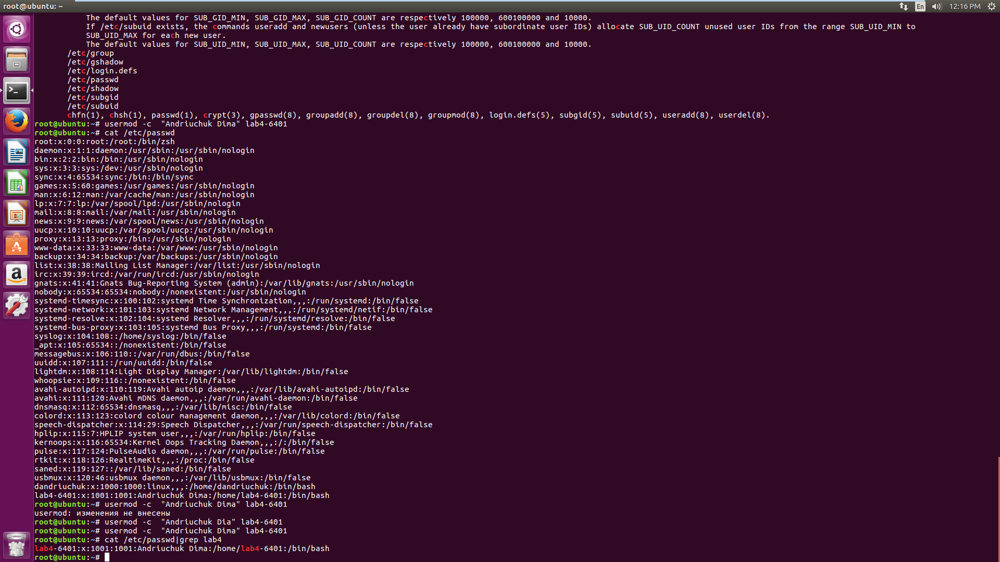 root@ubuntu: ~
En
12:16 PM
The default values for SUB_GID_MIN, SUB_GID_MAX, SUB_GID_COUNT are respectively 100000, 600100000 and 10000.
If /etc/subuid exists, the commands useradd and newusers (unless the user already have subordinate user IDs) allocate SUB_UID_COUNT unused user IDs from the range SUB_UID_MIN to
SUB_UID_MAX for each new user.
The default values for SUB_UID_MIN, SUB_UID_MAX, SUB_UID_COUNT are respectively 100000, 600100000 and 10000.
/etc/group
/etc/gshadow
/etc/login.defs
/etc/passwd
/etc/shadow
/etc/subgid
/etc/subuid
chfn(1), chsh(1), passwd(1), crypt(3), gpasswd(8), groupadd(8), groupdel(8), groupmod(8), login.defs(5), subgid(5), subuid(5), useradd(8), userdel(8).
root@ubuntu:~# usermod -c  "Andriuchuk Dima" lab4-6401
root@ubuntu:~# cat /etc/passwd
root:x:0:0:root:/root:/bin/zsh
daemon:x:1:1:daemon:/usr/sbin:/usr/sbin/nologin
bin:x:2:2:bin:/bin:/usr/sbin/nologin
sys:x:3:3:sys:/dev:/usr/sbin/nologin
sync:x:4:65534:sync:/bin:/bin/sync
games:x:5:60:games:/usr/games:/usr/sbin/nologin
man:x:6:12:man:/var/cache/man:/usr/sbin/nologin
lp:x:7:7:lp:/var/spool/lpd:/usr/sbin/nologin
mail:x:8:8:mail:/var/mail:/usr/sbin/nologin
news:x:9:9:news:/var/spool/news:/usr/sbin/nologin
uucp:x:10:10:uucp:/var/spool/uucp:/usr/sbin/nologin
proxy:x:13:13:proxy:/bin:/usr/sbin/nologin
www-data:x:33:33:www-data:/var/www:/usr/sbin/nologin
backup:x:34:34:backup:/var/backups:/usr/sbin/nologin
list:x:38:38:Mailing List Manager:/var/list:/usr/sbin/nologin
irc:x:39:39:ircd:/var/run/ircd:/usr/sbin/nologin
gnats:x:41:41:Gnats Bug-Reporting System (admin):/var/lib/gnats:/usr/sbin/nologin
nobody:x:65534:65534:nobody:/nonexistent:/usr/sbin/nologin
systemd-timesync:x:100:102:systemd Time Synchronization,,,:/run/systemd:/bin/false
systemd-network:x:101:103:systemd Network Management,,,:/run/systemd/netif:/bin/false
systemd-resolve:x:102:104:systemd Resolver,,,:/run/systemd/resolve:/bin/false
systemd-bus-proxy:x:103:105:systemd Bus Proxy,,,:/run/systemd:/bin/false
syslog:x:104:108::/home/syslog:/bin/false
_apt:x:105:65534::/nonexistent:/bin/false
messagebus:x:106:110::/var/run/dbus:/bin/false
uuidd:x:107:111::/run/uuidd:/bin/false
lightdm:x:108:114:Light Display Manager:/var/lib/lightdm:/bin/false
whoopsie:x:109:116::/nonexistent:/bin/false
avahi-autoipd:x:110:119:Avahi autoip daemon,,,:/var/lib/avahi-autoipd:/bin/false
avahi:x:111:120:Avahi mDNS daemon,,,:/var/run/avahi-daemon:/bin/false
dnsmasq:x:112:65534:dnsmasq,,,:/var/lib/misc:/bin/false
colord:x:113:123:colord colour management daemon,,,:/var/lib/colord:/bin/false
speech-dispatcher:x:114:29:Speech Dispatcher,,,:/var/run/speech-dispatcher:/bin/false
hplip:x:115:7:HPLIP system user,,,:/var/run/hplip:/bin/false
kernoops:x:116:65534:Kernel Oops Tracking Daemon,,,:/:/bin/false
pulse:x:117:124:PulseAudio daemon,,,:/var/run/pulse:/bin/false
rtkit:x:118:126:RealtimeKit,,,:/proc:/bin/false
saned:x:119:127::/var/lib/saned:/bin/false
usbmux:x:120:46:usbmux daemon,,,:/var/lib/usbmux:/bin/false
dandriuchuk:x:1000:1000:linux,,,:/home/dandriuchuk:/bin/bash
lab4-6401:x:1001:1001:Andriuchuk Dima:/home/lab4-6401:/bin/bash
root@ubuntu:~# usermod -c  "Andriuchuk Dima" lab4-6401
usermod: изменения не внесены
root@ubuntu:~# usermod -c  "Andriuchuk Dia" lab4-6401
root@ubuntu:~# usermod -c  "Andriuchuk Dima" lab4-6401
root@ubuntu:~# cat /etc/passwd|grep lab4
lab4-6401:x:1001:1001:Andriuchuk Dima:/home/lab4-6401:/bin/bash
root@ubuntu:~#